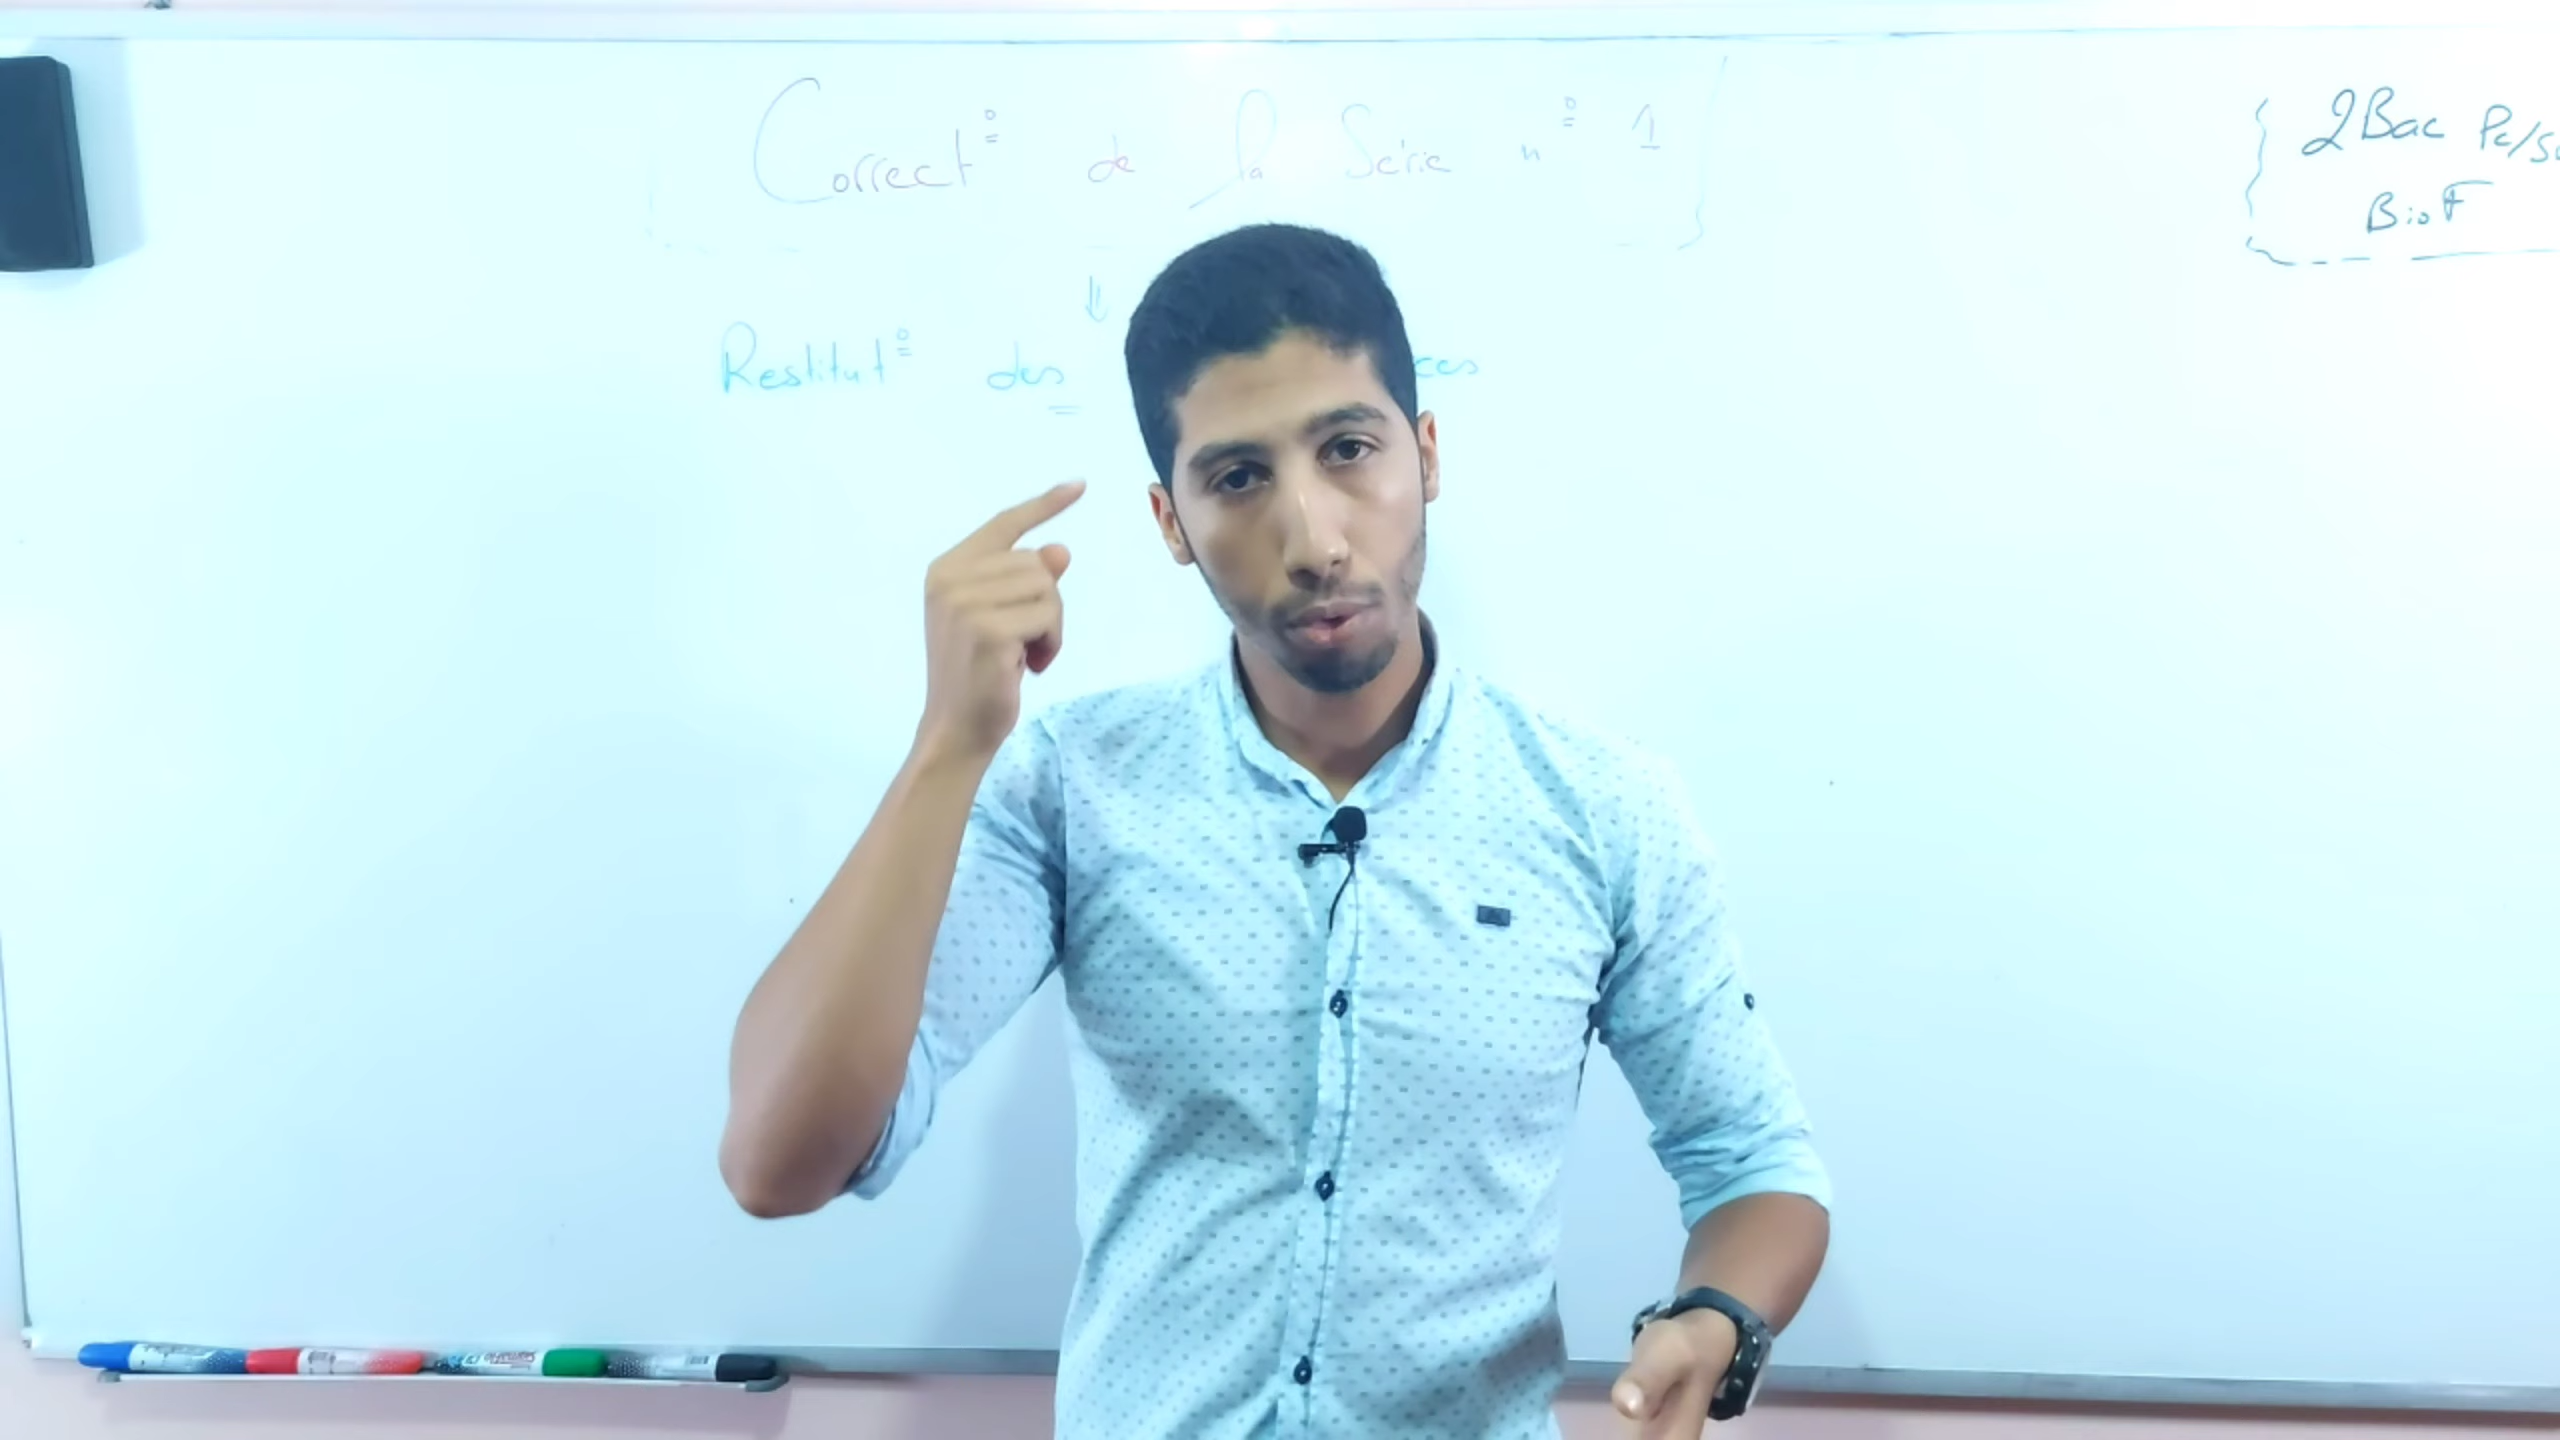 Correct° de la Série n° 1
2Bac Pc/
BioF
Restitut° des